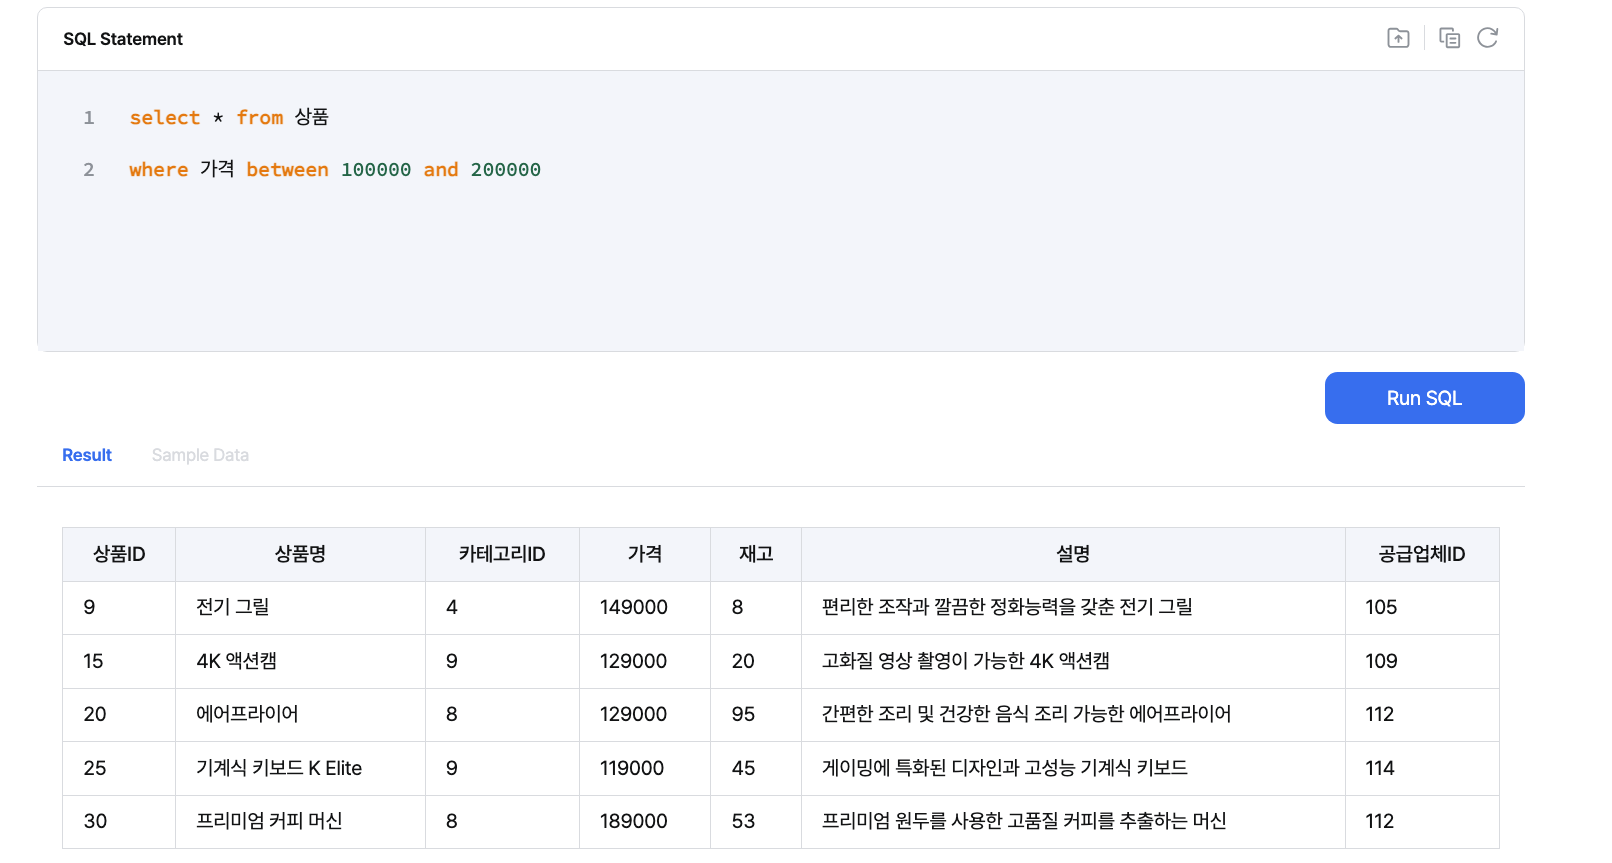 SQL Statement
1 select * from 상품
2 where 가격 between 100000 and 200000
Run SQL
Result Sample Data
상품ID 상품명 카테고리ID 가격 재고 설명 공급업체ID
9 전기 그릴 4 149000 8 편리한 조작과 깔끔한 정화능력을 갖춘 전기 그릴 105
15 4K 액션캠 9 129000 20 고화질 영상 촬영이 가능한 4K 액션캠 109
20 에어프라이어 8 129000 95 간편한 조리 및 건강한 음식 조리 가능한 에어프라이어 112
25 기계식 키보드 K Elite 9 119000 45 게이밍에 특화된 디자인과 고성능 기계식 키보드 114
30 프리미엄 커피 머신 8 189000 53 프리미엄 원두를 사용한 고품질 커피를 추출하는 머신 112